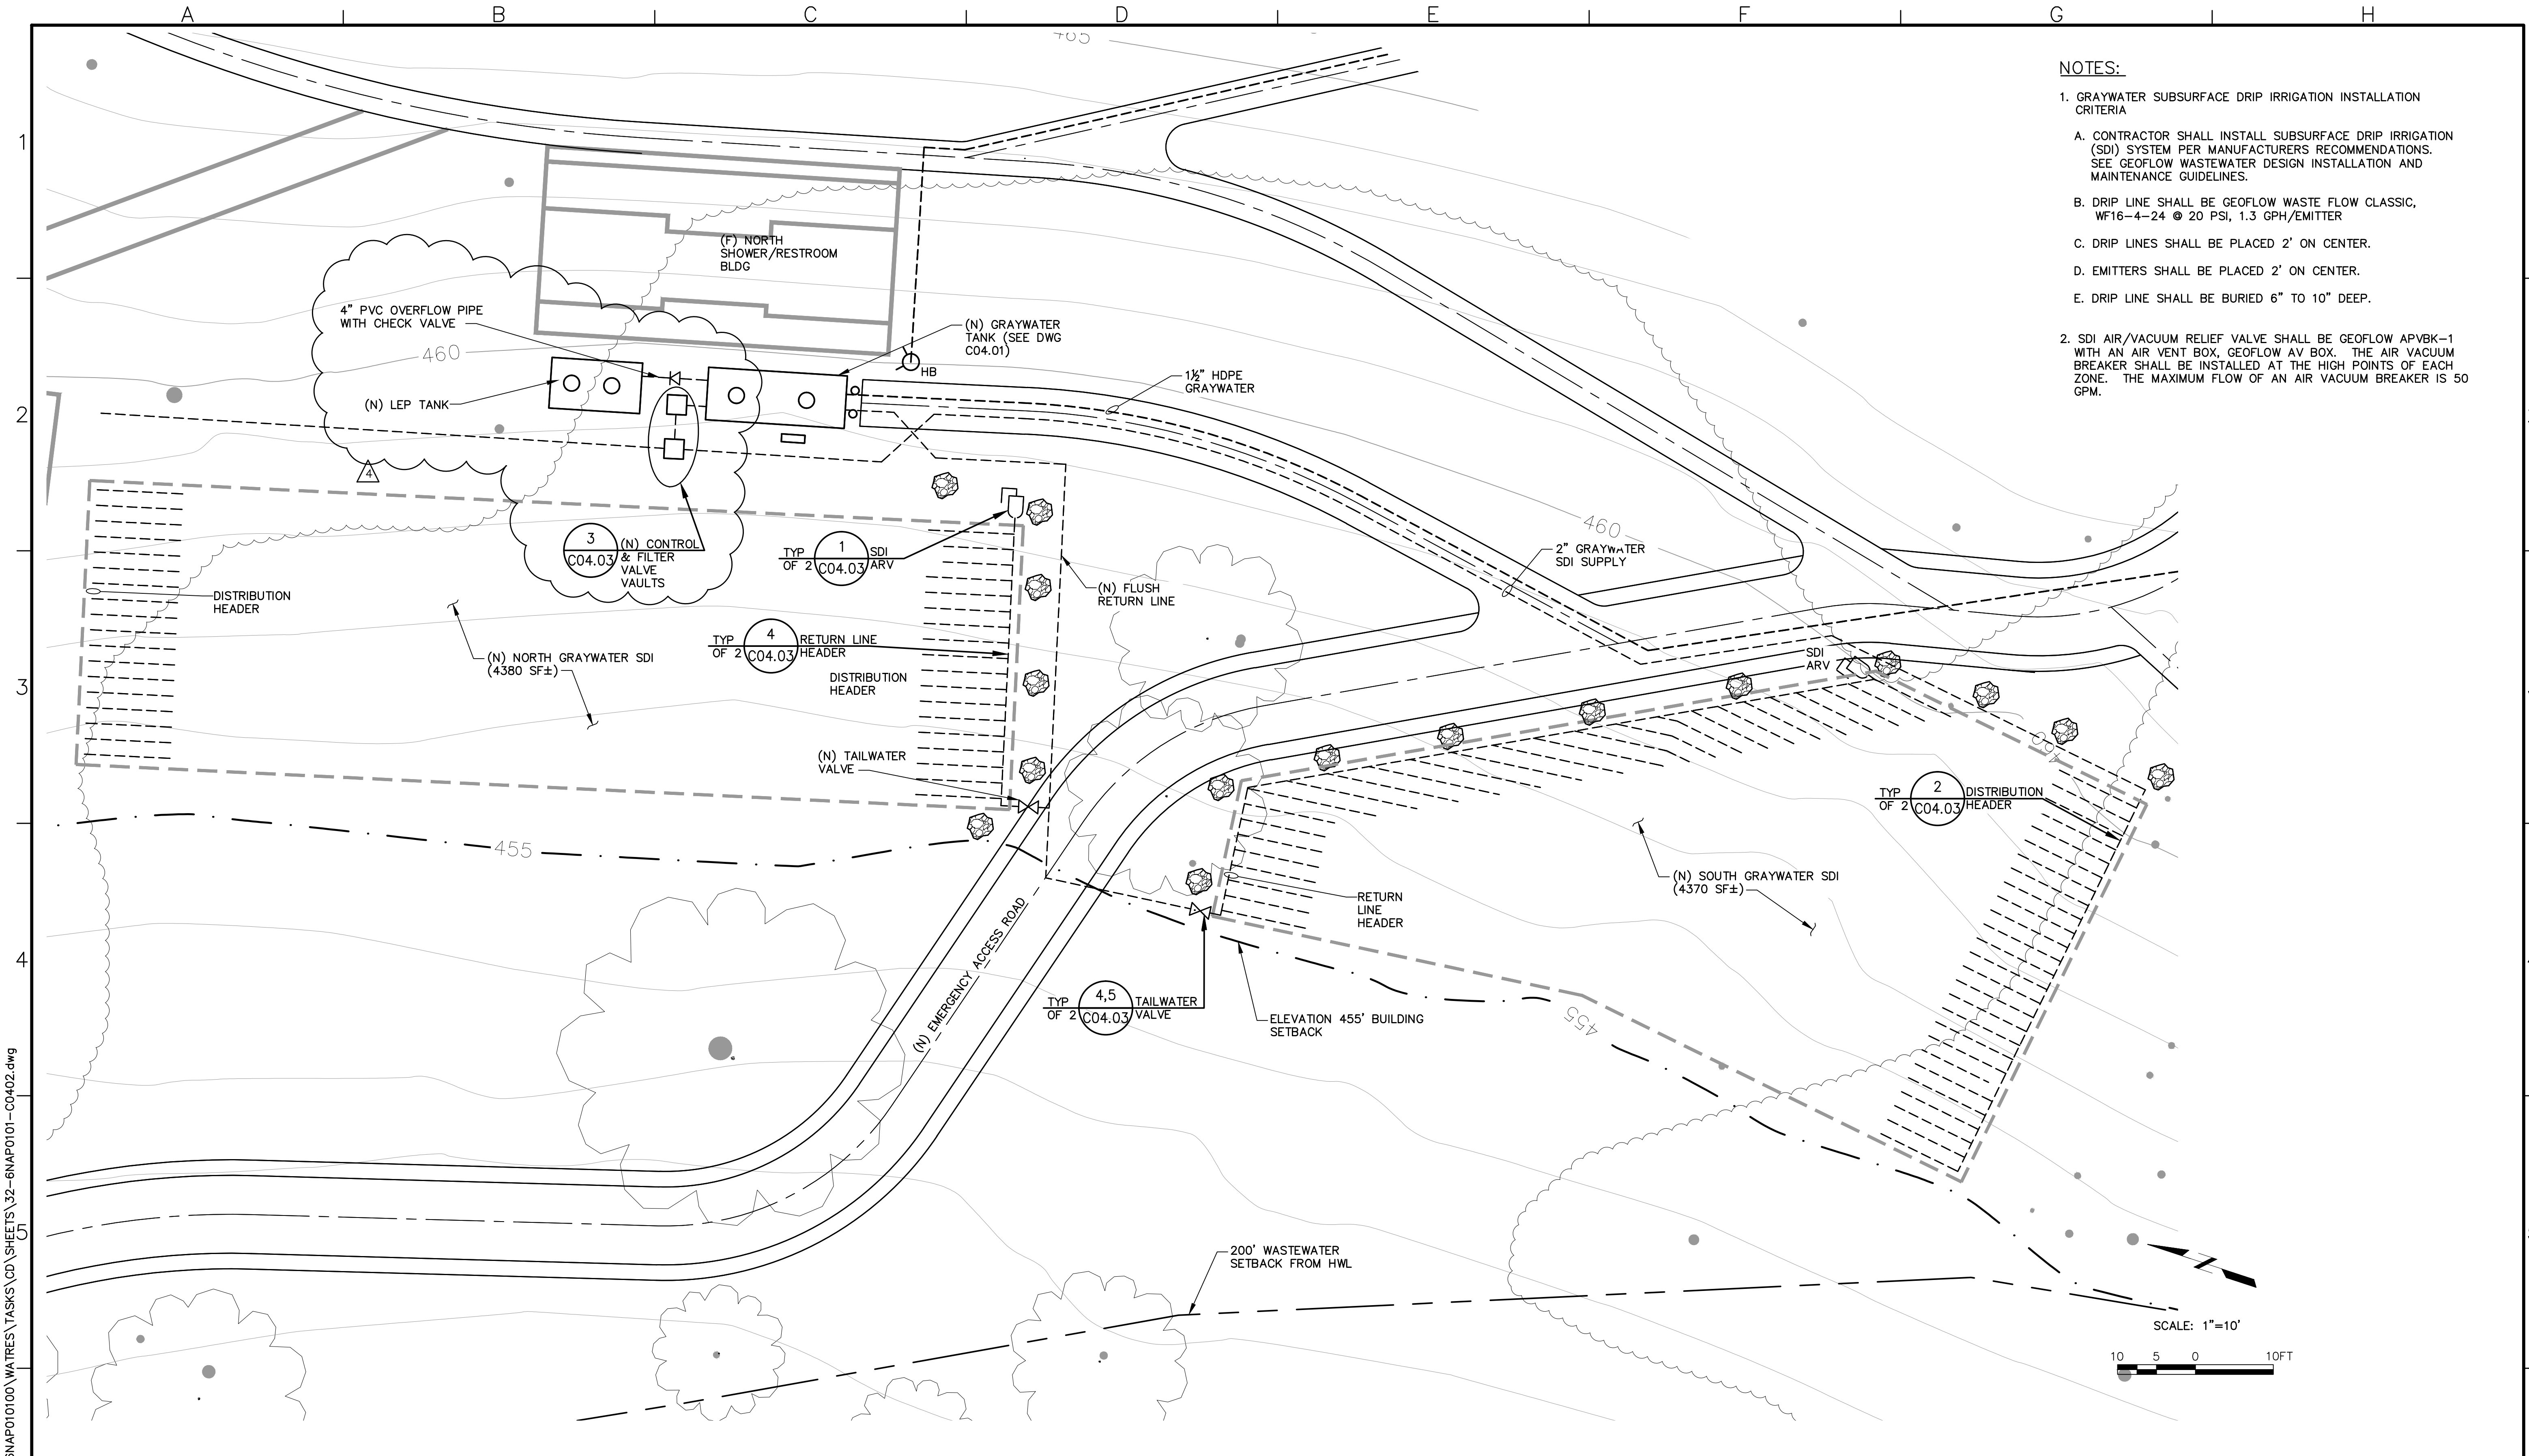 A B C D E F G H
465
1
2
3
4
5
NOTES:
1. GRAYWATER SUBSURFACE DRIP IRRIGATION INSTALLATION
CRITERIA
A. CONTRACTOR SHALL INSTALL SUBSURFACE DRIP IRRIGATION
(SDI) SYSTEM PER MANUFACTURERS RECOMMENDATIONS.
SEE GEOFLOW WASTEWATER DESIGN INSTALLATION AND
MAINTENANCE GUIDELINES.
B. DRIP LINE SHALL BE GEOFLOW WASTE FLOW CLASSIC,
WF16-4-24 @ 20 PSI, 1.3 GPH/EMITTER
C. DRIP LINES SHALL BE PLACED 2' ON CENTER.
D. EMITTERS SHALL BE PLACED 2' ON CENTER.
E. DRIP LINE SHALL BE BURIED 6" TO 10" DEEP.
2. SDI AIR/VACUUM RELIEF VALVE SHALL BE GEOFLOW APVBK-1
WITH AN AIR VENT BOX, GEOFLOW AV BOX. THE AIR VACUUM
BREAKER SHALL BE INSTALLED AT THE HIGH POINTS OF EACH
ZONE. THE MAXIMUM FLOW OF AN AIR VACUUM BREAKER IS 50
GPM.
(F) NORTH
SHOWER/RESTROOM
BLDG
4" PVC OVERFLOW PIPE
WITH CHECK VALVE
460
(N) LEP TANK
(N) GRAYWATER
TANK (SEE DWG
C04.01)
HB
1½" HDPE
GRAYWATER
4
3
C04.03
(N) CONTROL
& FILTER
VALVE
VAULTS
TYP
OF 2
1
C04.03
SDI
ARV
460
2" GRAYWATER
SDI SUPPLY
DISTRIBUTION
HEADER
(N) FLUSH
RETURN LINE
(N) NORTH GRAYWATER SDI
(4380 SF±)
TYP
OF 2
4
C04.03
RETURN LINE
HEADER
DISTRIBUTION
HEADER
SDI
ARV
(N) TAILWATER
VALVE
TYP
OF 2
2
C04.03
DISTRIBUTION
HEADER
455
(N) SOUTH GRAYWATER SDI
(4370 SF±)
RETURN
LINE
HEADER
(N) EMERGENCY ACCESS ROAD
TYP
OF 2
4,5
C04.03
TAILWATER
VALVE
ELEVATION 455' BUILDING
SETBACK
455
200' WASTEWATER
SETBACK FROM HWL
SCALE: 1"=10'
10 5 0 10FT
6NAP010100\WATRES\TASKS\CD\SHEETS\32-6NAP0101-C0402.dwg